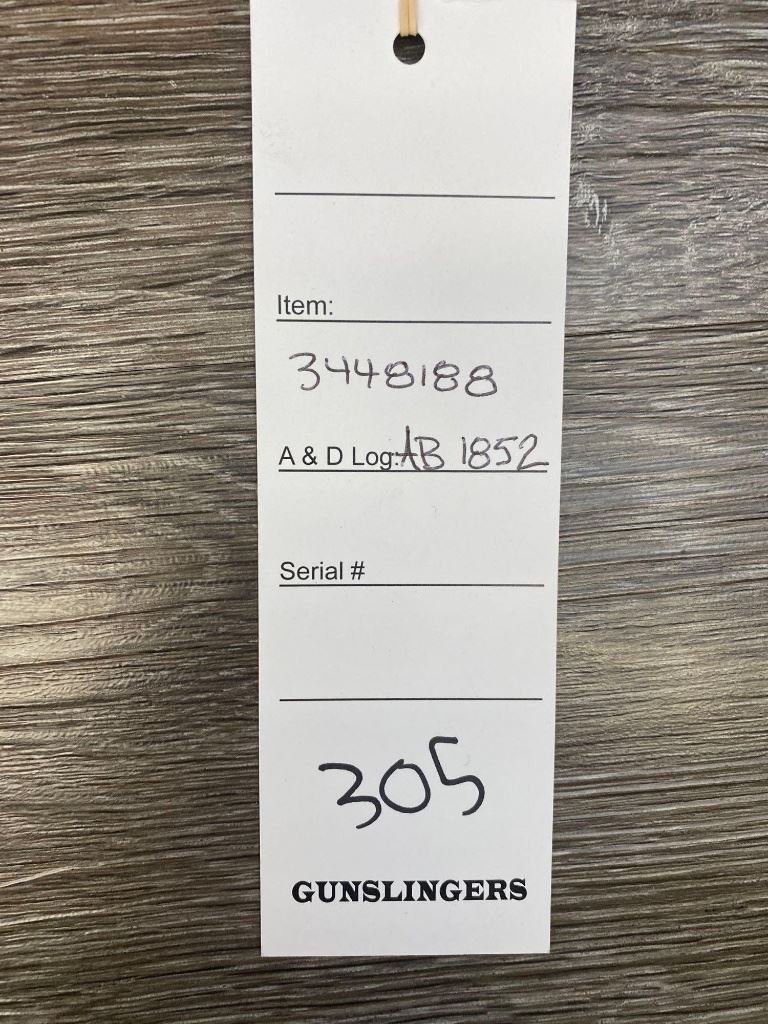 Item:
3448188
A & D Log: AB 1852
Serial #
305
GUNSLINGERS